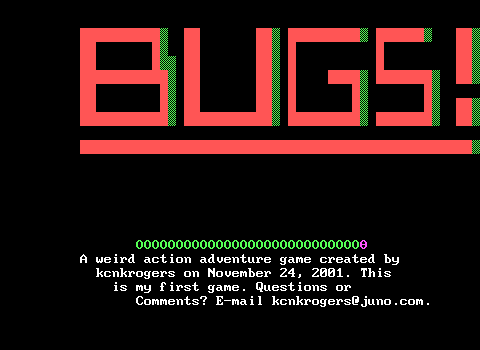 BUGS!
OOOOOOOOOOOOOOOOOOOOOOOOOOOOΘ
A weird action adventure game created by
kcnkrogers on November 24, 2001. This
is my first game. Questions or
Comments? E-mail kcnkrogers@juno.com.